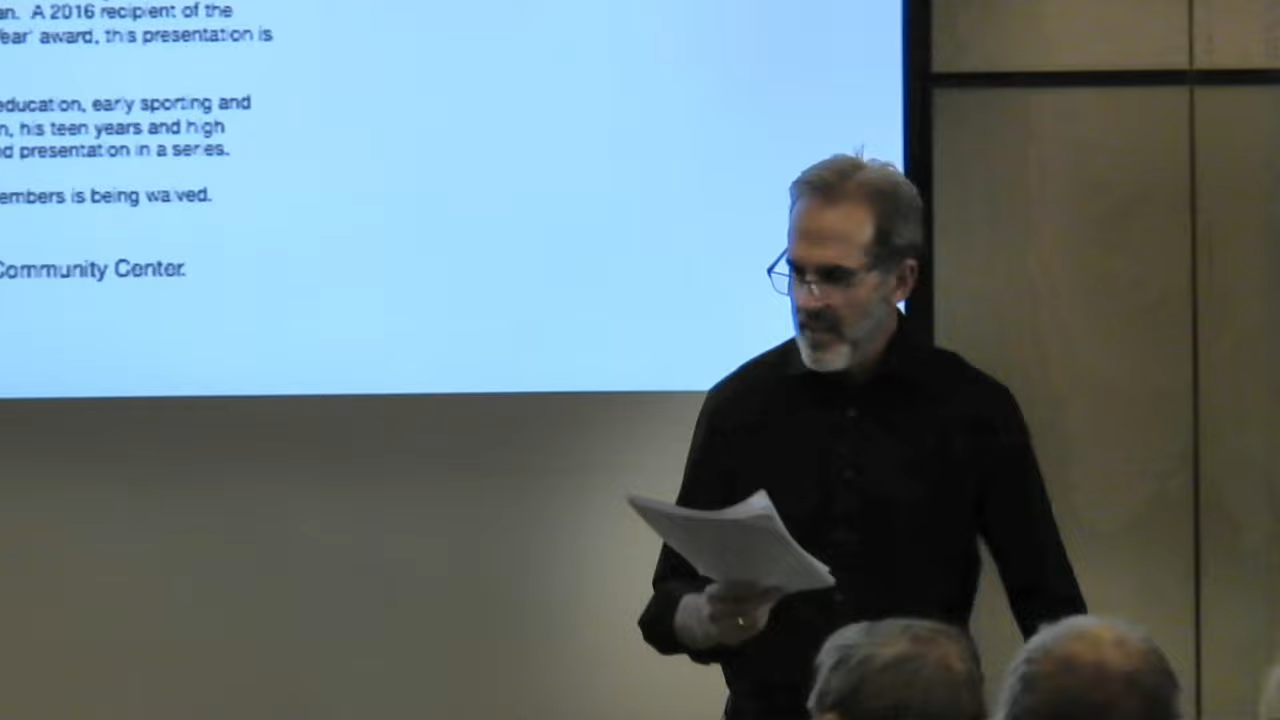 an. A 2016 recipient of the
ear' award, this presentation is
education, early sporting and
n, his teen years and high
d presentation in a series.
embers is being waived.
Community Center.